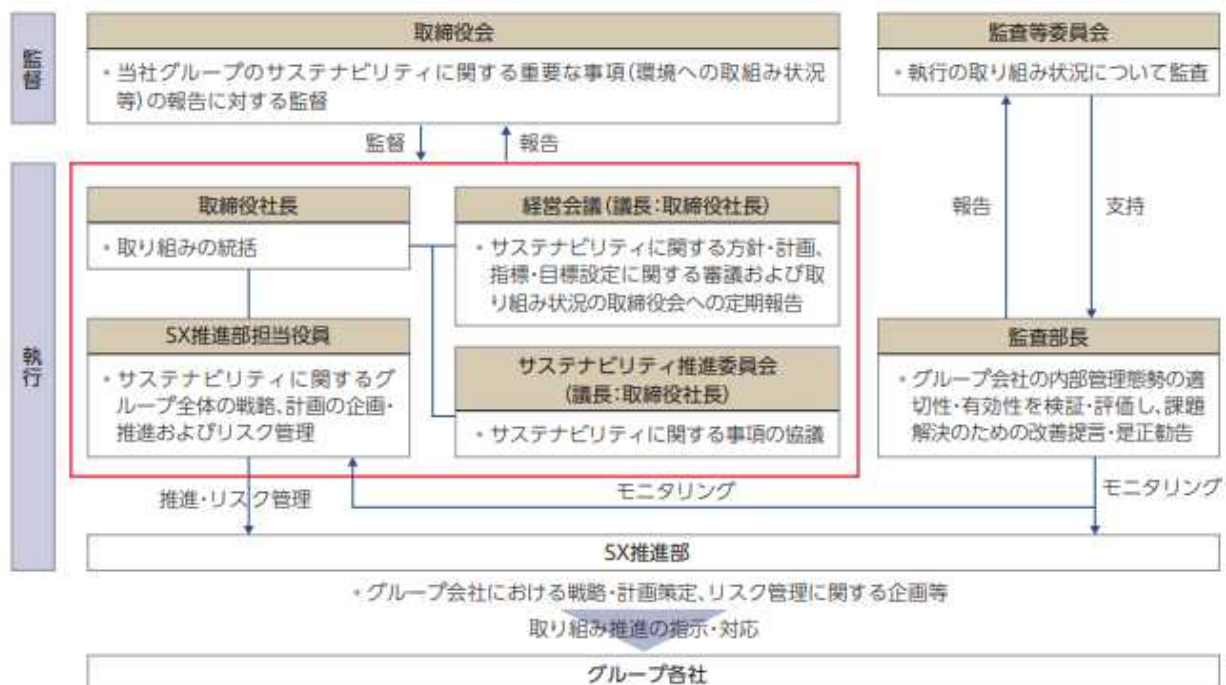 監督
取締役会
・当社グループのサステナビリティに関する重要な事項(環境への取組み状況
等)の報告に対する監督
監査等委員会
・執行の取り組み状況について監査
監督
報告
執行
取締役社長
・取り組みの統括
経営会議(議長:取締役社長)
・サステナビリティに関する方針・計画、
指標・目標設定に関する審議および取
り組み状況の取締役会への定期報告
報告
支持
SX推進部担当役員
・サステナビリティに関するグ
ループ全体の戦略、計画の企画・
推進およびリスク管理
サステナビリティ推進委員会
(議長:取締役社長)
・サステナビリティに関する事項の協議
監査部長
・グループ会社の内部管理態勢の適
切性・有効性を検証・評価し、課題
解決のための改善提言・是正勧告
推進・リスク管理
モニタリング
モニタリング
SX推進部
・グループ会社における戦略・計画策定、リスク管理に関する企画等
取り組み推進の指示・対応
グループ各社